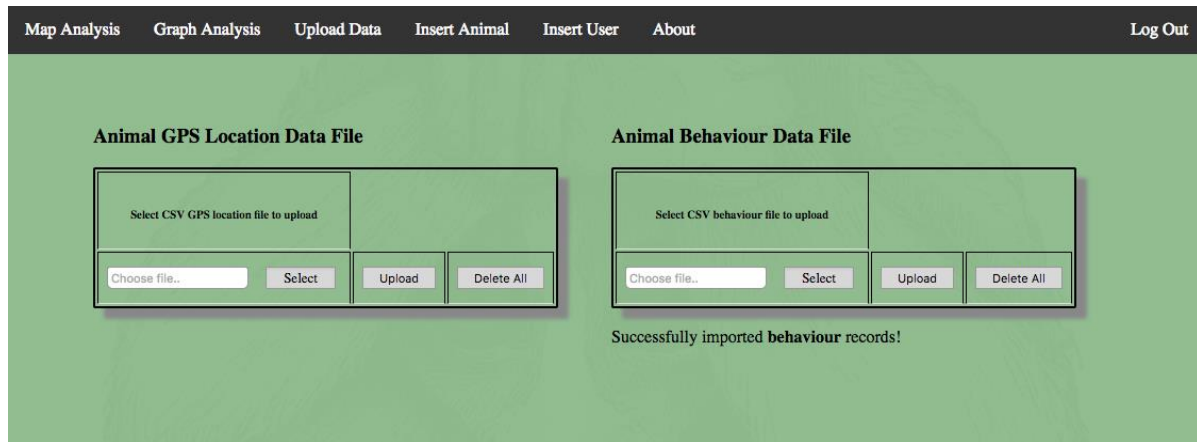 Map Analysis Graph Analysis Upload Data Insert Animal Insert User About Log Out
Animal GPS Location Data File
Select CSV GPS location file to upload
Choose file.. Select Upload Delete All
Animal Behaviour Data File
Select CSV behaviour file to upload
Choose file.. Select Upload Delete All
Successfully imported behaviour records!